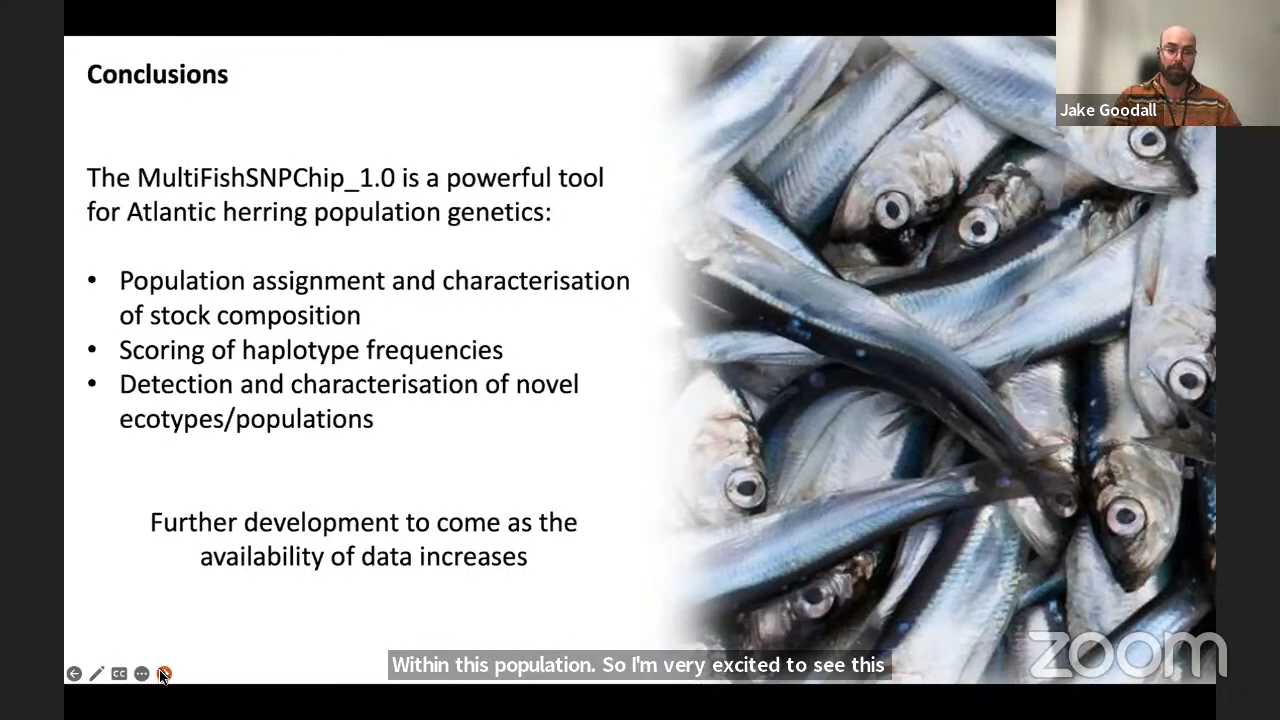 Conclusions
Jake Goodall
The MultiFishSNPChip_1.0 is a powerful tool
for Atlantic herring population genetics:
• Population assignment and characterisation
of stock composition
• Scoring of haplotype frequencies
• Detection and characterisation of novel
ecotypes/populations
Further development to come as the
availability of data increases
CC
Within this population. So I'm very excited to see this
zoom